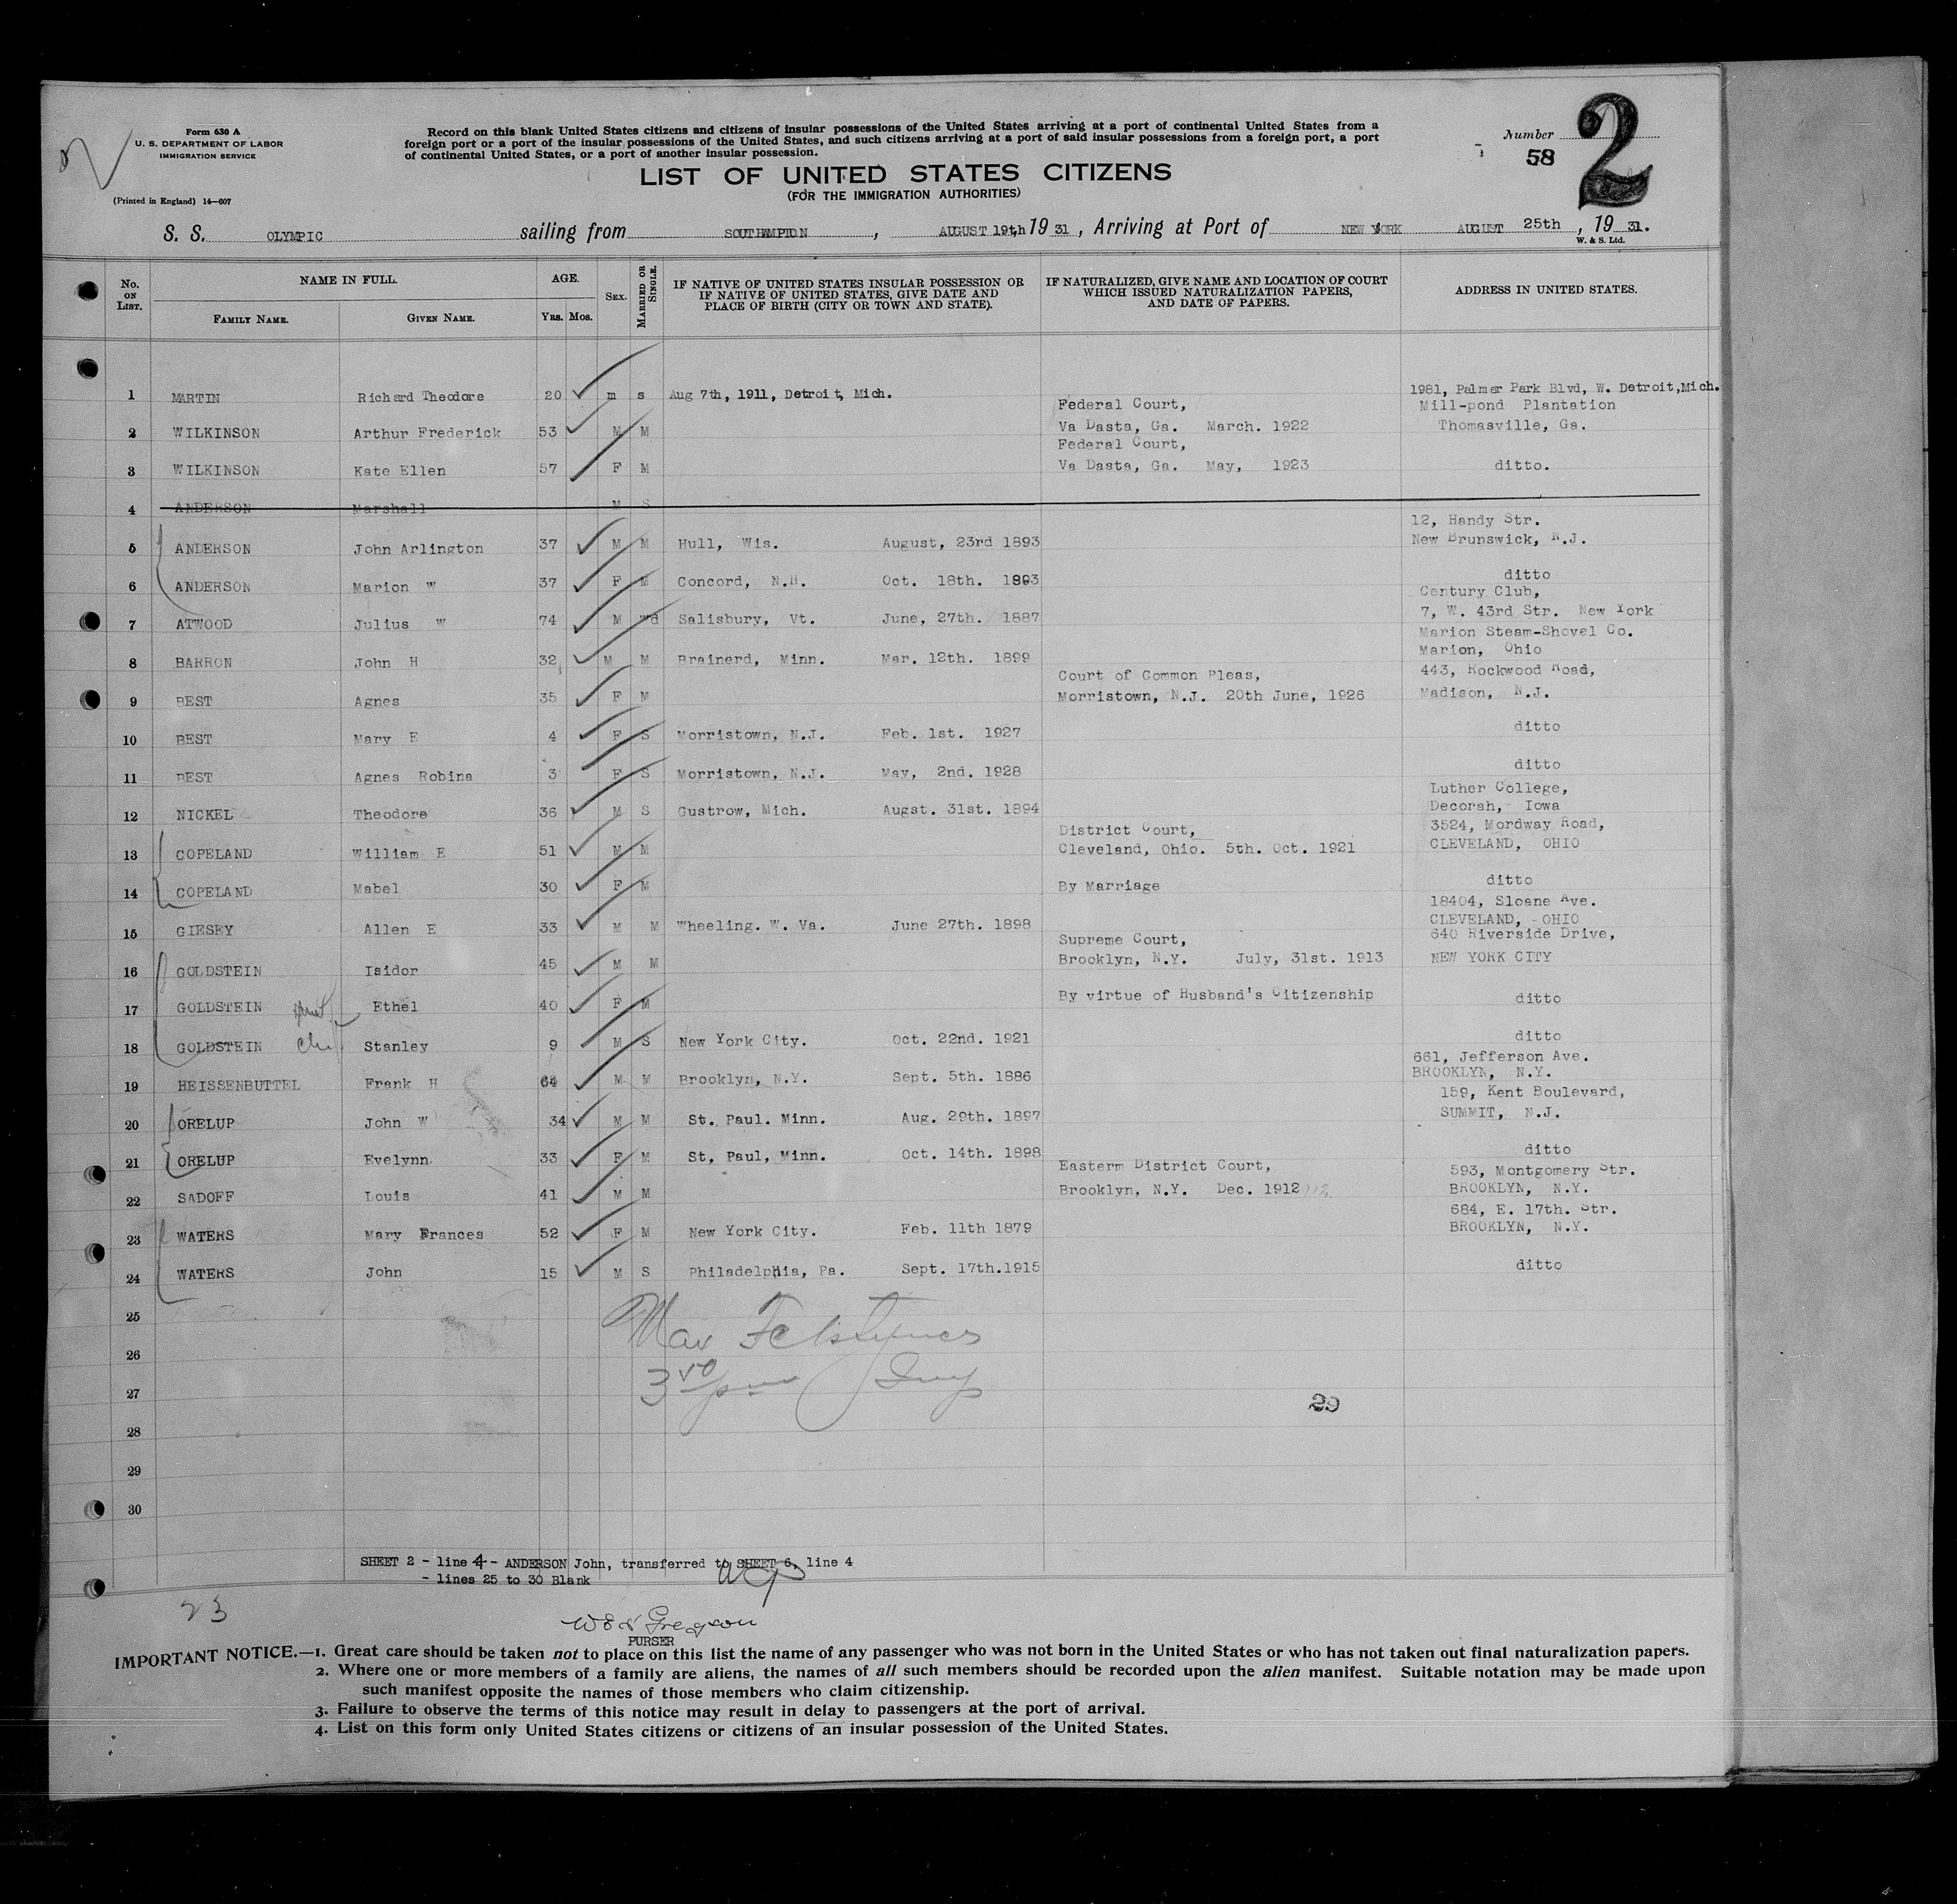 Form 630 A
U. S. DEPARTMENT OF LABOR
IMMIGRATION SERVICE
(Printed in England) 14—607
Record on this blank United States citizens and citizens of insular possessions of the United States arriving at a port of continental United States from a
foreign port or a port of the insular possessions of the United States, and such citizens arriving at a port of said insular possessions from a foreign port, a port
of continental United States, or a port of another insular possession.
LIST OF UNITED STATES CITIZENS
(FOR THE IMMIGRATION AUTHORITIES)
Number 2
58
S. S. OLYMPIC sailing from SOUTHAMPTON, AUGUST 19th, 19 31, Arriving at Port of NEW YORK AUGUST 25th, 19 31.
W. & S. Ltd.
No. ON LIST. NAME IN FULL. FAMILY NAME. GIVEN NAME. AGE. YRS. MOS. SEX. MARRIED OR SINGLE. IF NATIVE OF UNITED STATES INSULAR POSSESSION OR IF NATIVE OF UNITED STATES, GIVE DATE AND PLACE OF BIRTH (CITY OR TOWN AND STATE). IF NATURALIZED, GIVE NAME AND LOCATION OF COURT WHICH ISSUED NATURALIZATION PAPERS, AND DATE OF PAPERS. ADDRESS IN UNITED STATES.
1 MARTIN Richard Theodore 20 m s Aug 7th, 1911, Detroit, Mich. 1981, Palmer Park Blvd, W. Detroit, Mich.
Federal Court, Mill-pond Plantation
2 WILKINSON Arthur Frederick 53 M M Va Dasta, Ga. March. 1922 Thomasville, Ga.
Federal Court,
3 WILKINSON Kate Ellen 57 F M Va Dasta, Ga. May, 1923 ditto.
4 ANDERSON Marshall M S
12, Handy Str.
5 ANDERSON John Arlington 37 M M Hull, Wis. August, 23rd 1893 New Brunswick, N.J.
6 ANDERSON Marion W 37 F M Concord, N.H. Oct. 18th. 1893 ditto
Century Club,
7 ATWOOD Julius W 74 M wd Salisbury, Vt. June, 27th. 1887 7, W. 43rd Str. New York
Marion Steam-Shovel Co.
8 BARRON John H 32 M M Brainerd, Minn. Mar. 12th. 1899 Marion, Ohio
Court of Common Pleas, 443, Rockwood Road,
9 BEST Agnes 35 F M Morristown, N.J. 20th June, 1926 Madison, N.J.
10 BEST Mary E 4 F S Morristown, N.J. Feb. 1st. 1927 ditto
11 BEST Agnes Robina 3 F S Morristown, N.J. May, 2nd. 1928 ditto
Luther College,
12 NICKEL Theodore 36 M S Gustrow, Mich. Augst. 31st. 1894 Decorah, Iowa
District Court, 3524, Mordway Road,
13 COPELAND William E 51 M M Cleveland, Ohio. 5th. Oct. 1921 CLEVELAND, OHIO
14 COPELAND Mabel 30 F M By Marriage ditto
18404, Sloane Ave.
15 GIESEY Allen E 33 M M Wheeling. W. Va. June 27th. 1898 CLEVELAND, OHIO
Supreme Court, 640 Riverside Drive,
16 GOLDSTEIN Isidor 45 M M Brooklyn, N.Y. July, 31st. 1913 NEW YORK CITY
17 GOLDSTEIN Ethel 40 F M By virtue of Husband's Citizenship ditto
18 GOLDSTEIN Stanley 9 M S New York City. Oct. 22nd. 1921 ditto
661, Jefferson Ave.
19 HEISSENBUTTEL Frank H 64 M M Brooklyn, N.Y. Sept. 5th. 1886 BROOKLYN, N.Y.
159, Kent Boulevard,
20 ORELUP John W 34 M M St. Paul. Minn. Aug. 29th. 1897 SUMMIT, N.J.
21 ORELUP Evelynn 33 F M St, Paul, Minn. Oct. 14th. 1898 ditto
Easterm District Court, 593, Montgomery Str.
22 SADOFF Louis 41 M M Brooklyn, N.Y. Dec. 1912 BROOKLYN, N.Y.
684, E. 17th. Str.
23 WATERS Mary Frances 52 F M New York City. Feb. 11th 1879 BROOKLYN, N.Y.
24 WATERS John 15 M S Philadelphia, Pa. Sept. 17th.1915 ditto
25
26
27
29
28
29
30
SHEET 2 - line 4 - ANDERSON John, transferred to SHEET 6, line 4
- lines 25 to 30 Blank
23
Gregson
PURSER
IMPORTANT NOTICE.—1. Great care should be taken not to place on this list the name of any passenger who was not born in the United States or who has not taken out final naturalization papers.
2. Where one or more members of a family are aliens, the names of all such members should be recorded upon the alien manifest. Suitable notation may be made upon
such manifest opposite the names of those members who claim citizenship.
3. Failure to observe the terms of this notice may result in delay to passengers at the port of arrival.
4. List on this form only United States citizens or citizens of an insular possession of the United States.